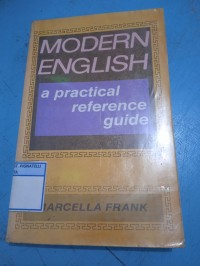 MODERN
ENGLISH
a practical
reference
guide
MARCELLA FRANK